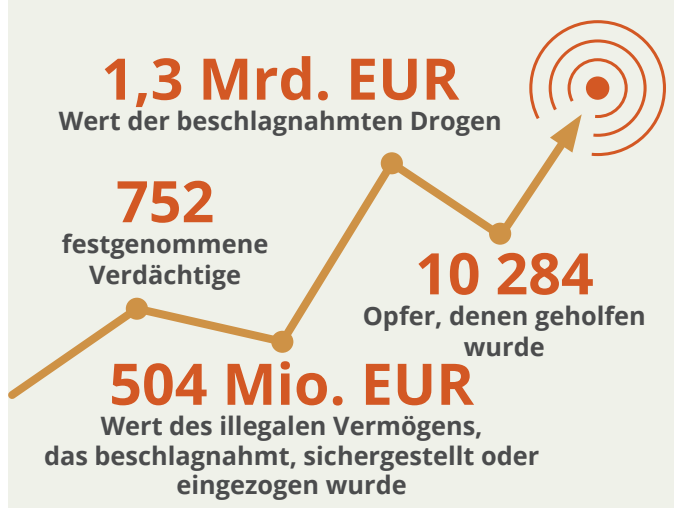 1,3 Mrd. EUR
Wert der beschlagnahmten Drogen
752
festgenommene
Verdächtige
10 284
Opfer, denen geholfen
wurde
504 Mio. EUR
Wert des illegalen Vermögens,
das beschlagnahmt, sichergestellt oder
eingezogen wurde